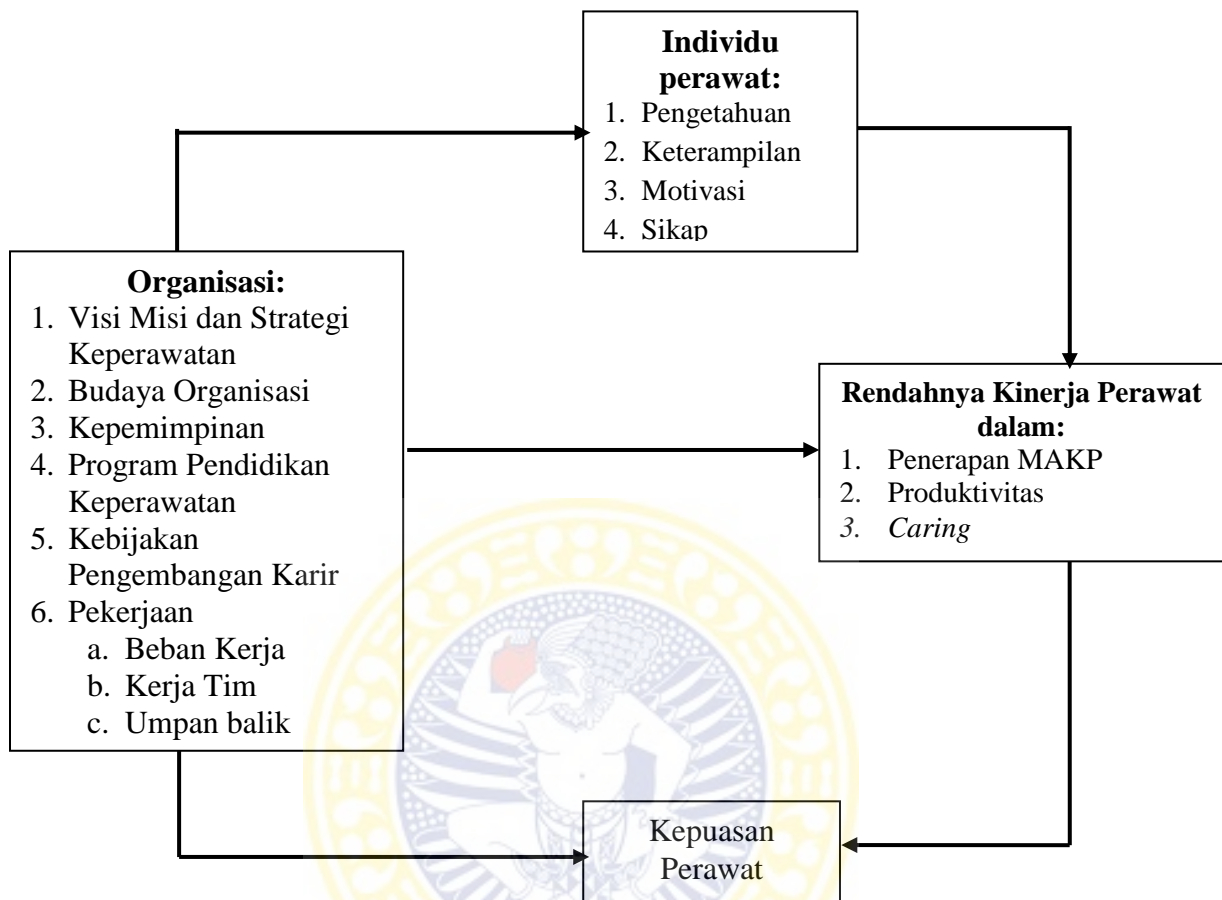 Individu
perawat:
1. Pengetahuan
2. Keterampilan
3. Motivasi
4. Sikap
Organisasi:
1. Visi Misi dan Strategi
Keperawatan
2. Budaya Organisasi
3. Kepemimpinan
4. Program Pendidikan
Keperawatan
5. Kebijakan
Pengembangan Karir
6. Pekerjaan
a. Beban Kerja
b. Kerja Tim
c. Umpan balik
Rendahnya Kinerja Perawat
dalam:
1. Penerapan MAKP
2. Produktivitas
3. Caring
Kepuasan
Perawat